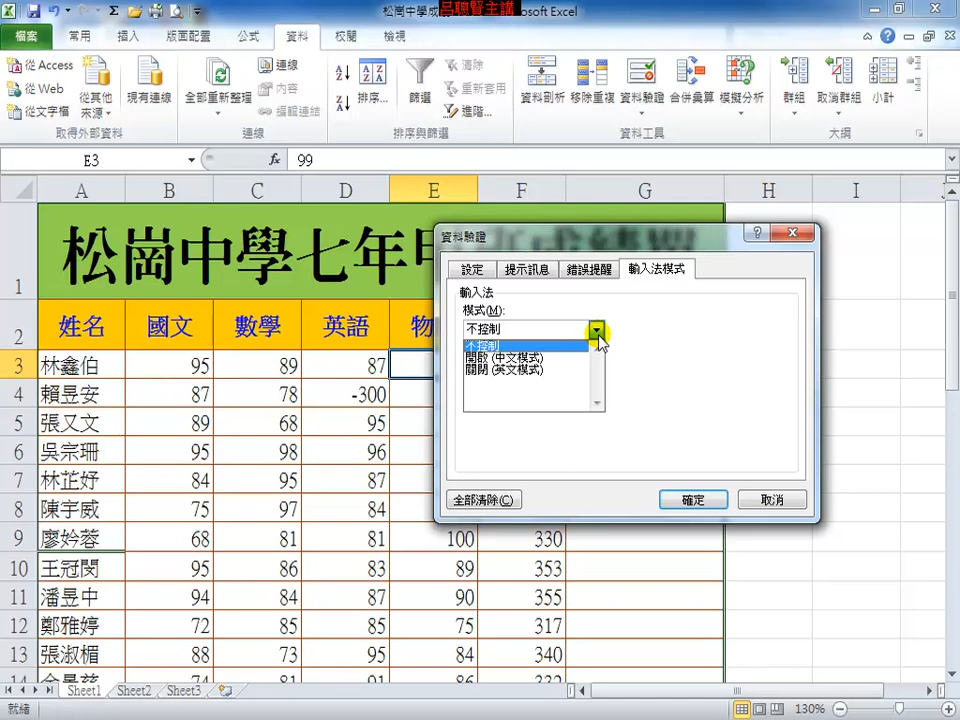 松崗中學成 呂聰賢主講 osoft Excel
檔案 常用 插入 版面配置 公式 資料 校閱 檢視
從 Access
從 Web
從文字檔
從其他
來源
現有連線
全部重新整理
連線
內容
編輯連結
排序...
篩選
清除
重新套用
進階...
資料剖析 移除重複 資料驗證 合併彙算 模擬分析
群組 取消群組 小計
取得外部資料 連線 排序與篩選 資料工具 大綱
E3 fx 99
A B C D E F G H I
1 松崗中學七年
2 姓名 國文 數學 英語 物
3 林鑫伯 95 89 87
4 賴昱安 87 78 -300
5 張又文 89 68 95
6 吳宗珊 95 98 96
7 林芷妤 84 95 87
8 陳宇威 75 97 84
9 廖妗蓉 68 81 81 100 330
10 王冠閔 95 86 83 89 353
11 潘昱中 94 84 87 90 355
12 鄭雅婷 72 85 85 75 317
13 張淑楣 88 73 95 84 340
14
資料驗證
設定 提示訊息 錯誤提醒 輸入法模式
輸入法
模式(M):
不控制
不控制
開啟 (中文模式)
關閉 (英文模式)
全部清除(C) 確定 取消
Sheet1 Sheet2 Sheet3
就緒 130%